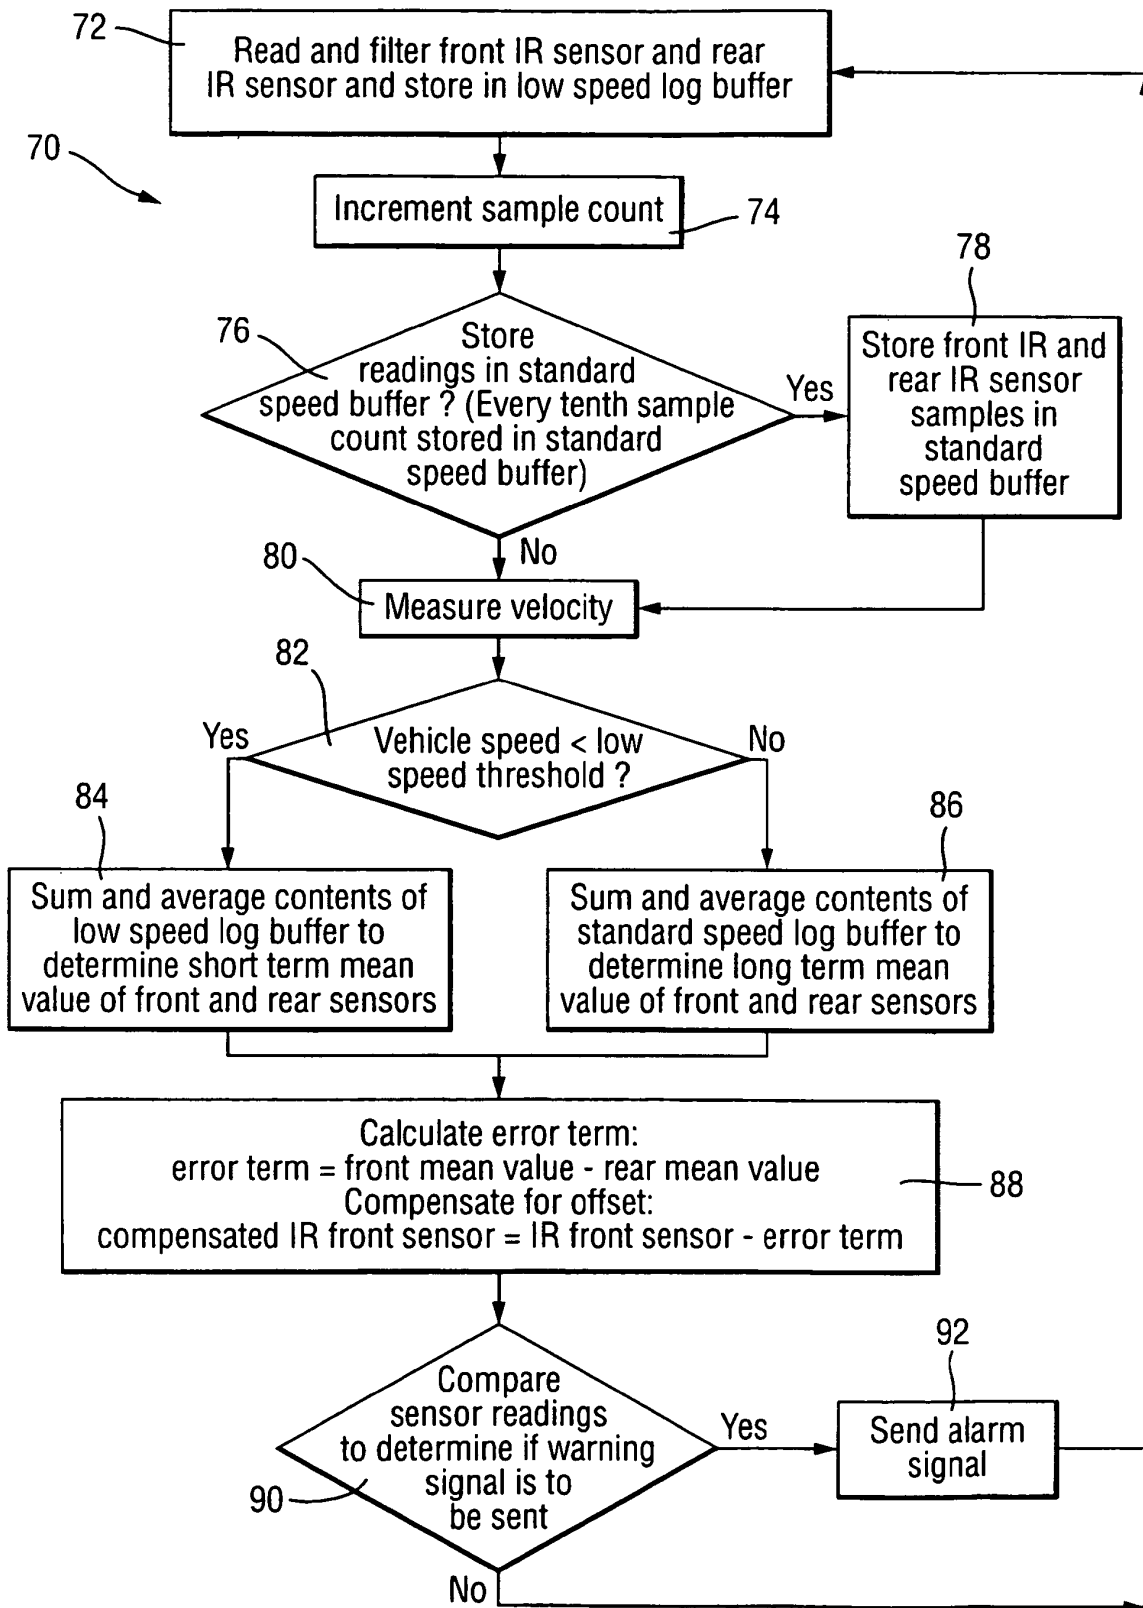 72
Read and filter front IR sensor and rear
IR sensor and store in low speed log buffer
70
Increment sample count
74
78
76
Store
readings in standard
speed buffer ? (Every tenth sample
count stored in standard
speed buffer)
Yes
Store front IR and
rear IR sensor
samples in
standard
speed buffer
No
80
Measure velocity
82
Yes
Vehicle speed < low
speed threshold ?
No
84
86
Sum and average contents of
low speed log buffer to
determine short term mean
value of front and rear sensors
Sum and average contents of
standard speed log buffer to
determine long term mean
value of front and rear sensors
Calculate error term:
error term = front mean value - rear mean value
Compensate for offset:
compensated IR front sensor = IR front sensor - error term
88
92
Compare
sensor readings
to determine if warning
signal is to
be sent
90
Yes
Send alarm
signal
No